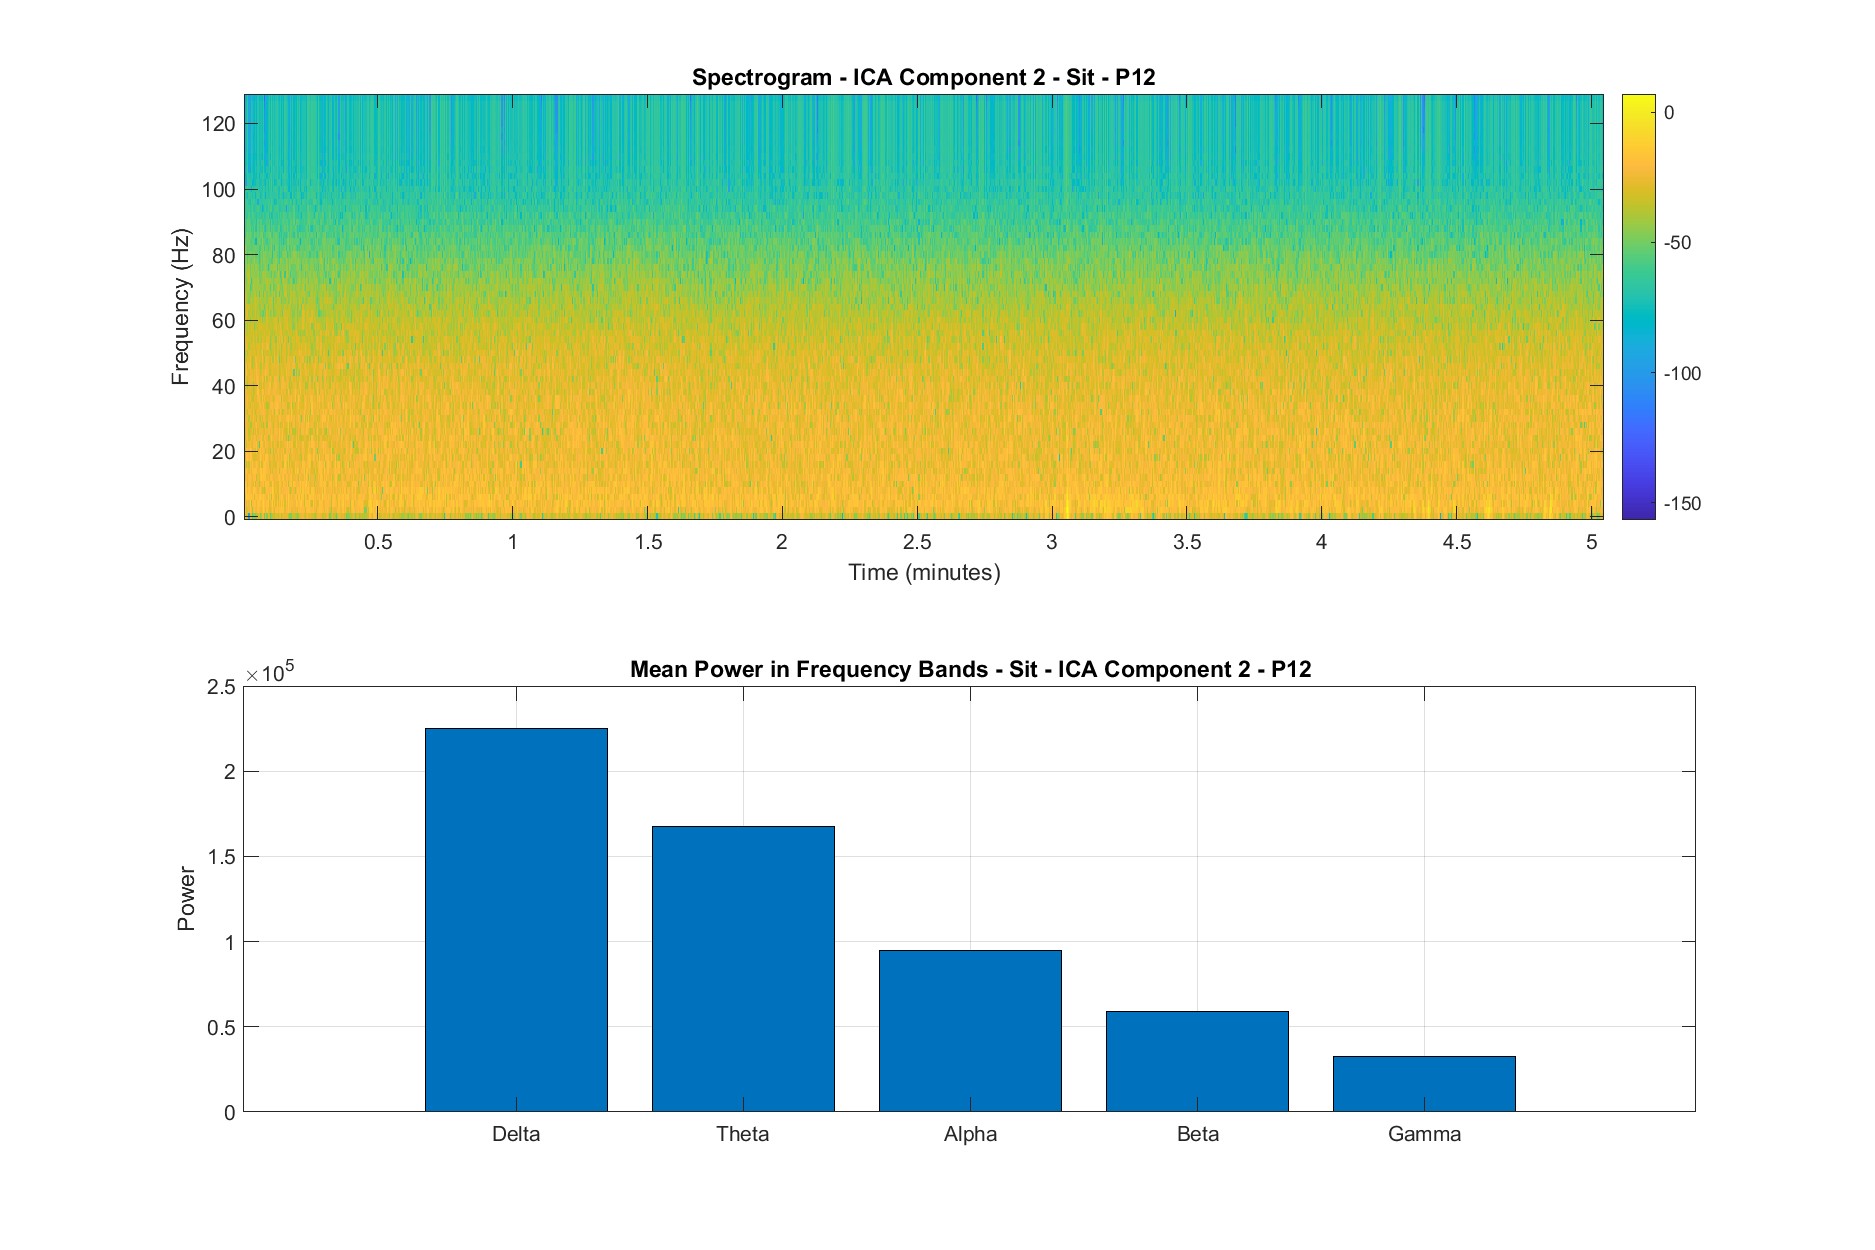 Spectrogram - ICA Component 2 - Sit - P12
120
100
80
60
40
20
0
Frequency (Hz)
0.5 1 1.5 2 2.5 3 3.5 4 4.5 5
Time (minutes)
0
-50
-100
-150
Mean Power in Frequency Bands - Sit - ICA Component 2 - P12
×10⁵
2.5
2
1.5
1
0.5
0
Power
Delta Theta Alpha Beta Gamma